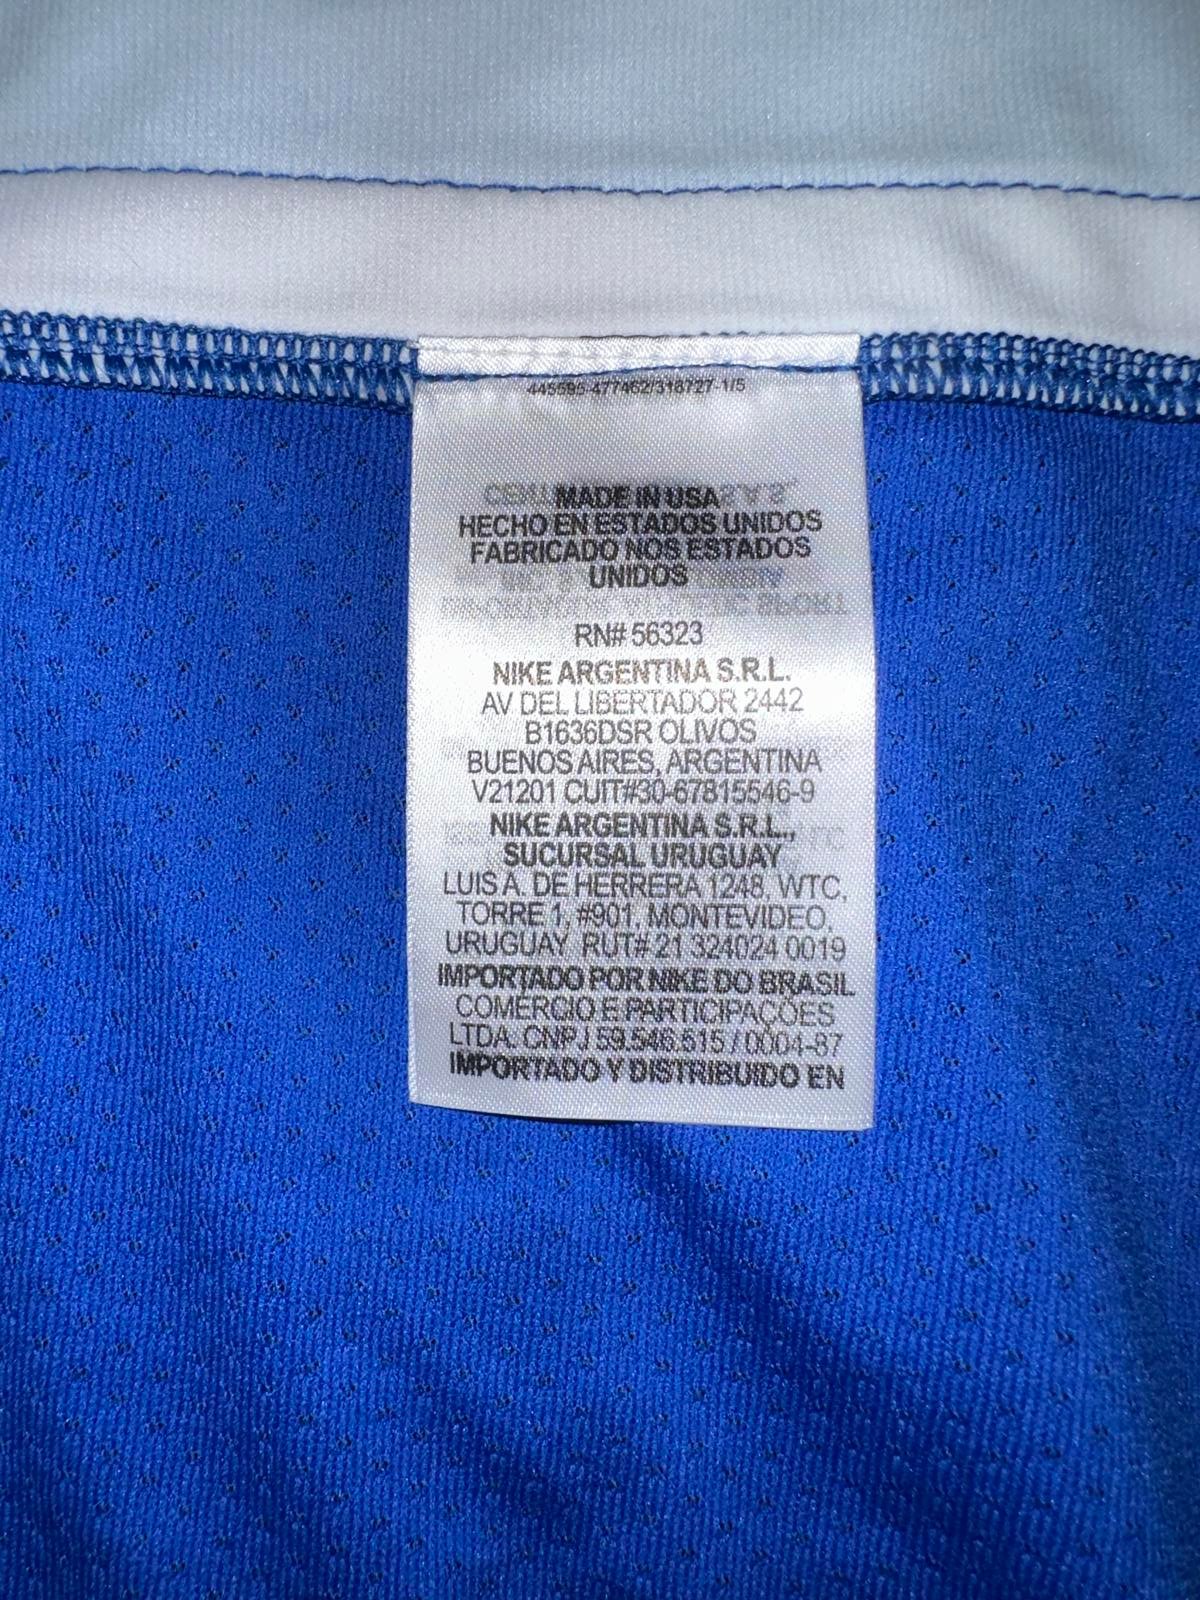 445595-477462/318727-1/5
MADE IN USA
HECHO EN ESTADOS UNIDOS
FABRICADO NOS ESTADOS
UNIDOS
RN# 56323
NIKE ARGENTINA S.R.L.
AV DEL LIBERTADOR 2442
B1636DSR OLIVOS
BUENOS AIRES, ARGENTINA
V21201 CUIT#30-67815546-9
NIKE ARGENTINA S.R.L.,
SUCURSAL URUGUAY
LUIS A. DE HERRERA 1248, WTC,
TORRE 1, #901, MONTEVIDEO,
URUGUAY RUT# 21 324024 0019
IMPORTADO POR NIKE DO BRASIL
COMÉRCIO E PARTICIPAÇÕES
LTDA. CNPJ 59.546.515 / 0004-87
IMPORTADO Y DISTRIBUIDO EN